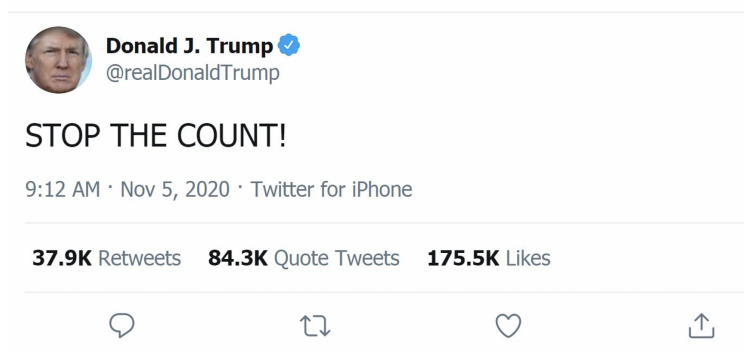 Donald J. Trump
@realDonaldTrump
STOP THE COUNT!
9:12 AM · Nov 5, 2020 · Twitter for iPhone
37.9K Retweets 84.3K Quote Tweets 175.5K Likes